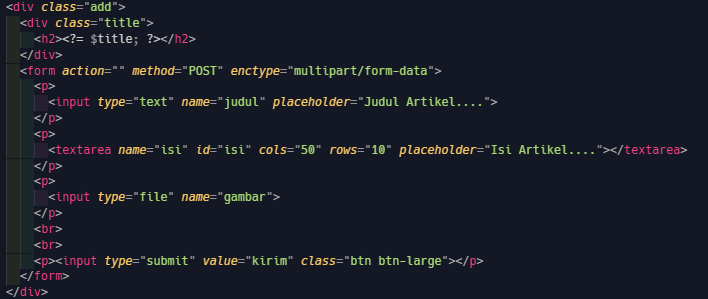 <div class="add">
<div class="title">
<h2><?= $title; ?></h2>
</div>
<form action="" method="POST" enctype="multipart/form-data">
<p>
<input type="text" name="judul" placeholder="Judul Artikel....">
</p>
<p>
<textarea name="isi" id="isi" cols="50" rows="10" placeholder="Isi Artikel...."></textarea>
</p>
<p>
<input type="file" name="gambar">
</p>
<br>
<br>
<p><input type="submit" value="kirim" class="btn btn-large"></p>
</form>
</div>